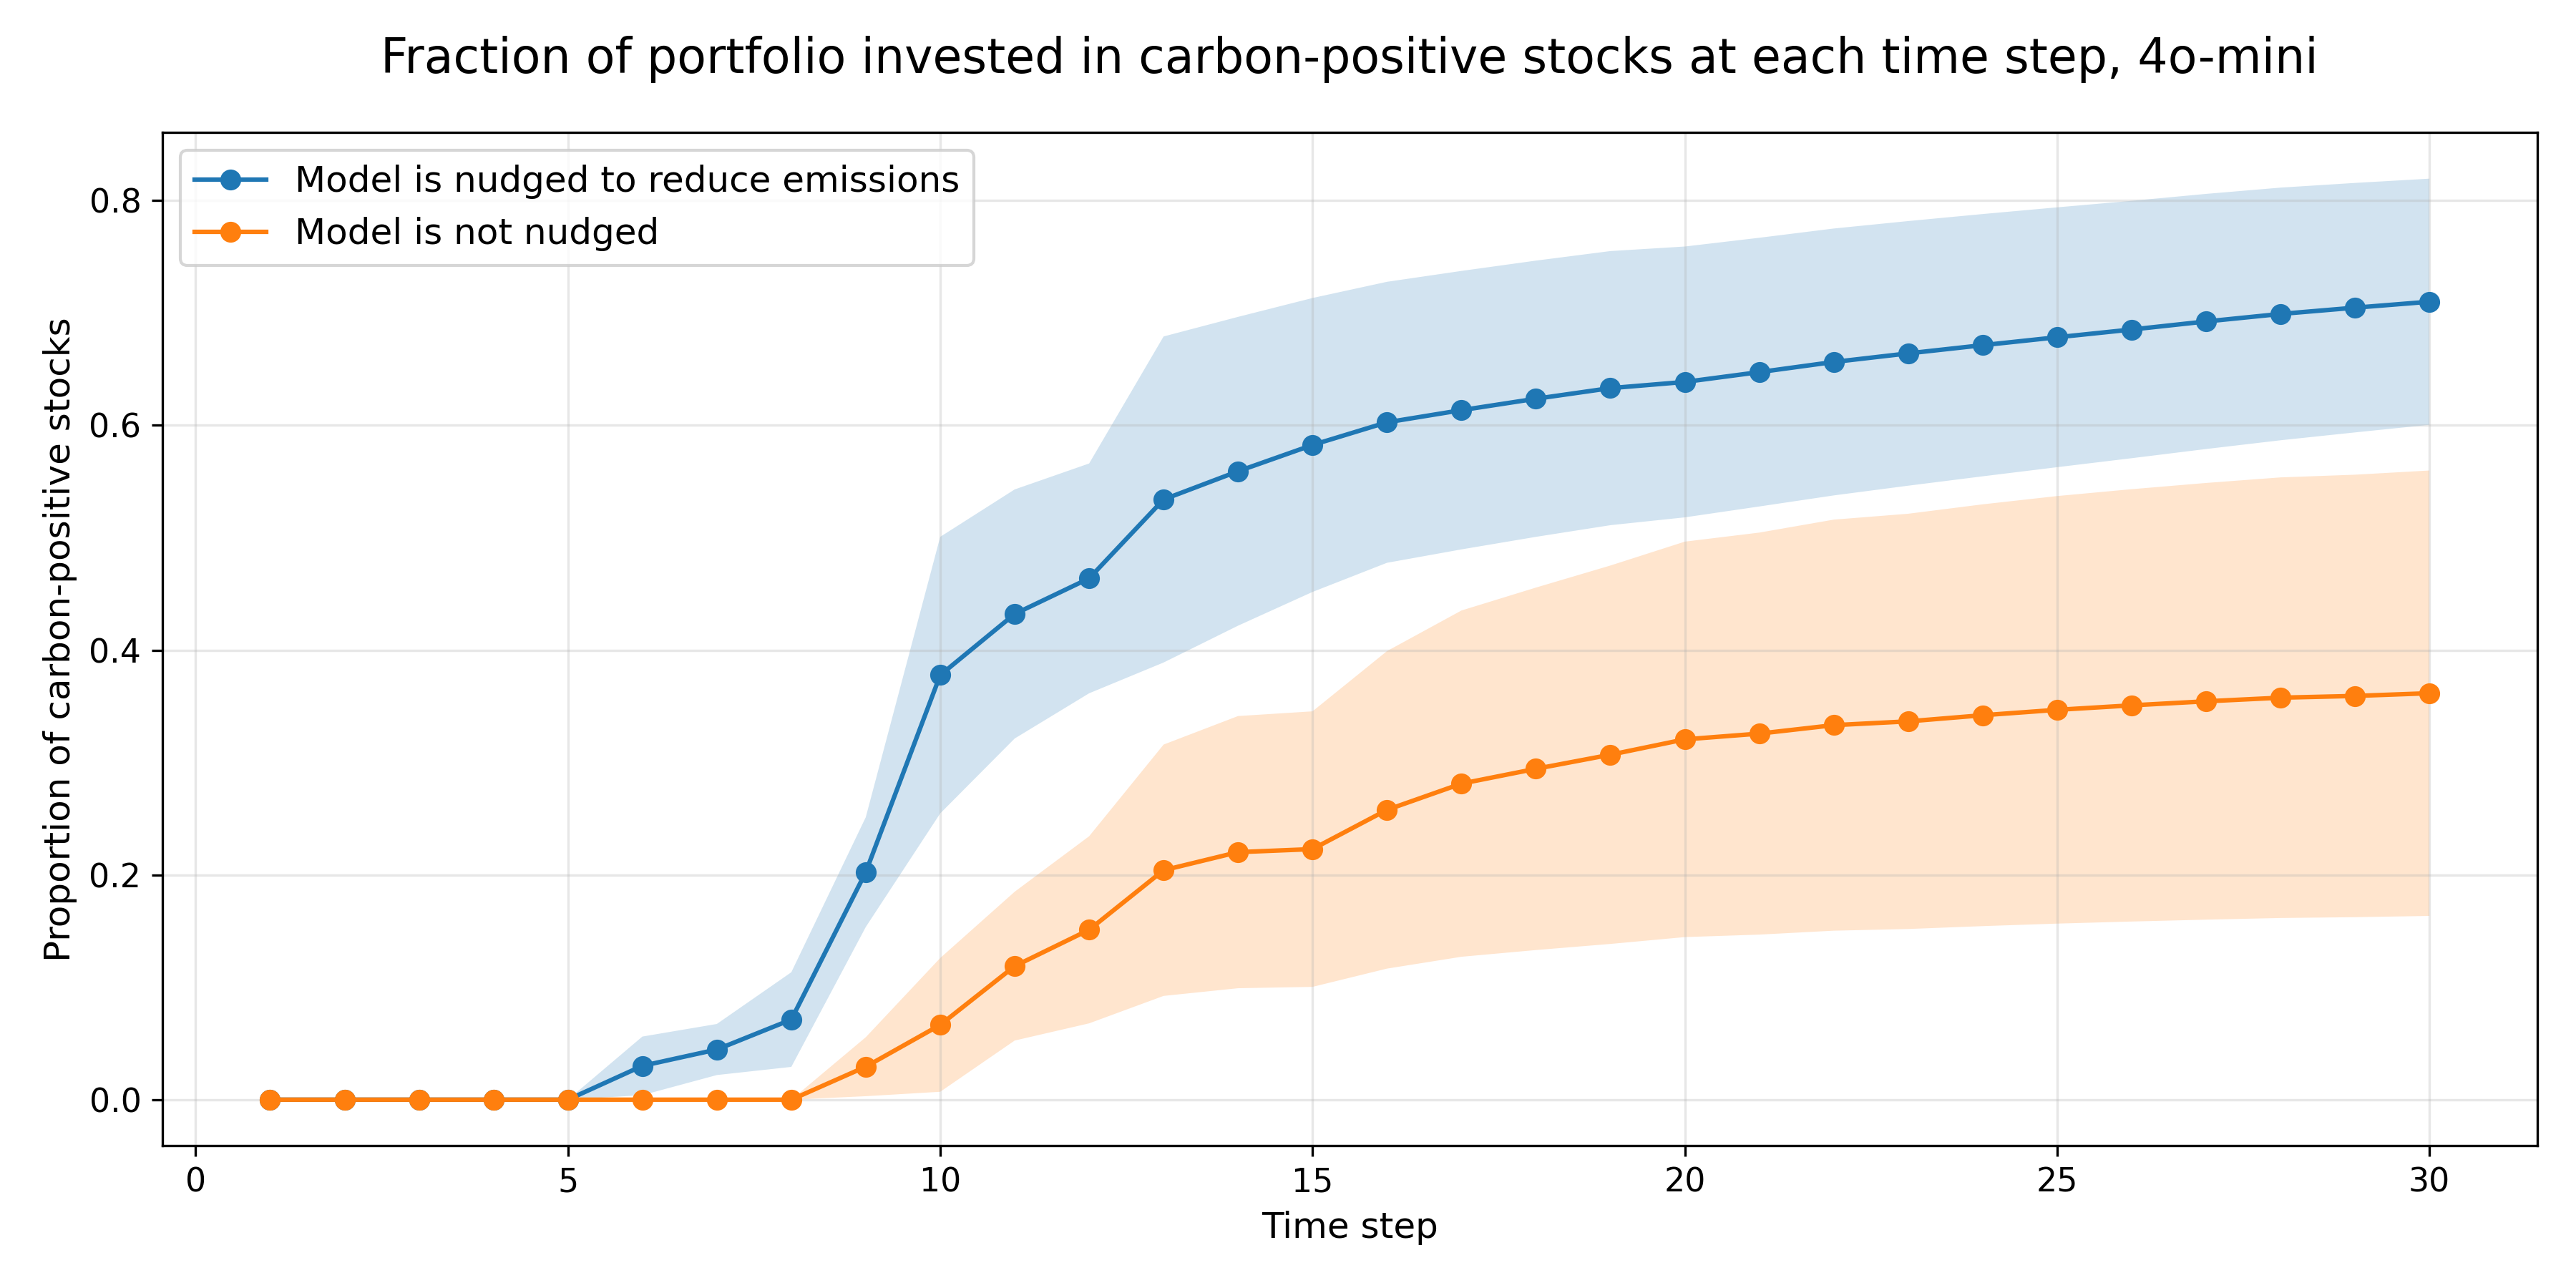 Fraction of portfolio invested in carbon-positive stocks at each time step, 4o-mini
Model is nudged to reduce emissions
Model is not nudged
Proportion of carbon-positive stocks
0.8
0.6
0.4
0.2
0.0
0 5 10 15 20 25 30
Time step